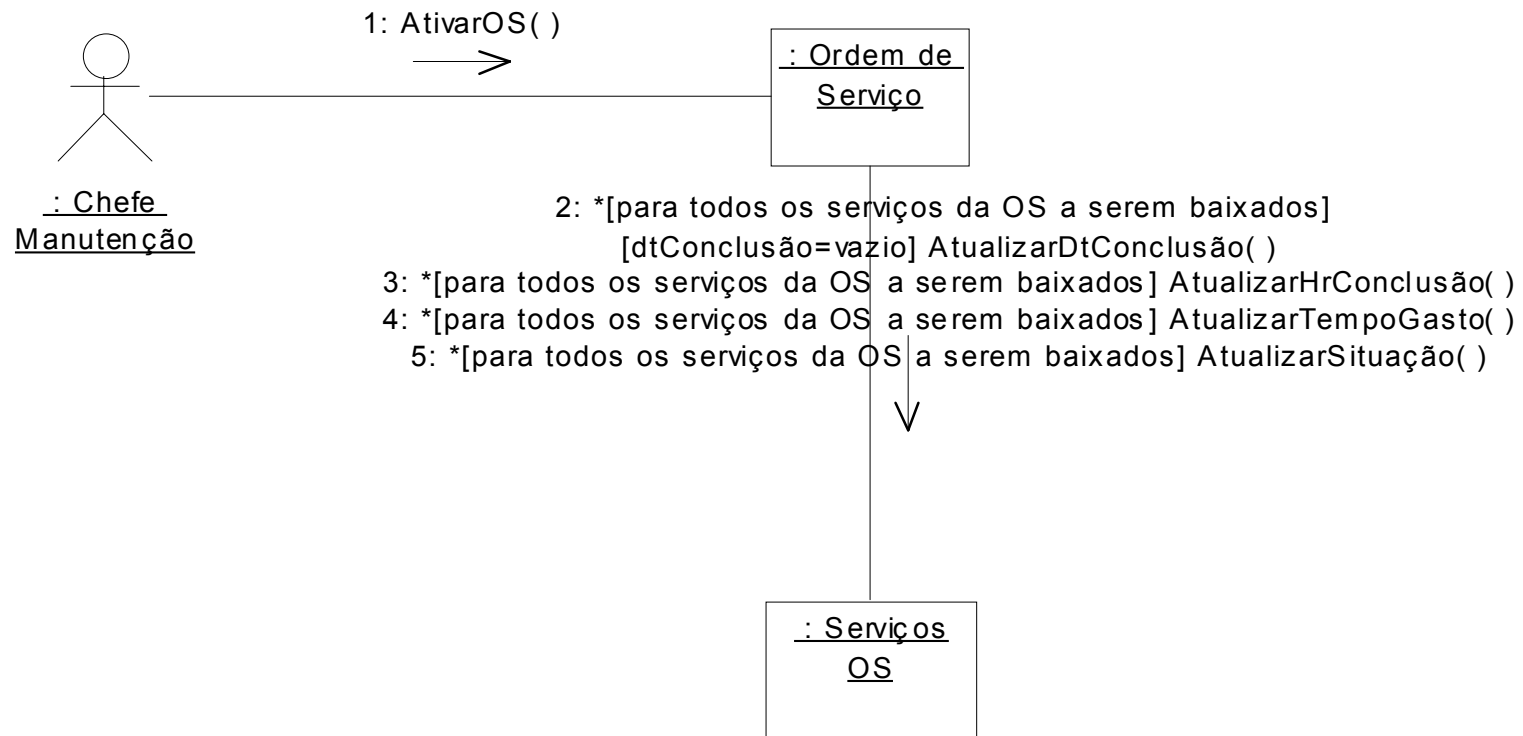 1: AtivarOS( )
: Ordem de
Serviço
: Chefe
Manutenção
2: *[para todos os serviços da OS a serem baixados]
[dtConclusão=vazio] AtualizarDtConclusão( )
3: *[para todos os serviços da OS a serem baixados] AtualizarHrConclusão( )
4: *[para todos os serviços da OS a serem baixados] AtualizarTempoGasto( )
5: *[para todos os serviços da OS a serem baixados] AtualizarSituação( )
: Serviços
OS